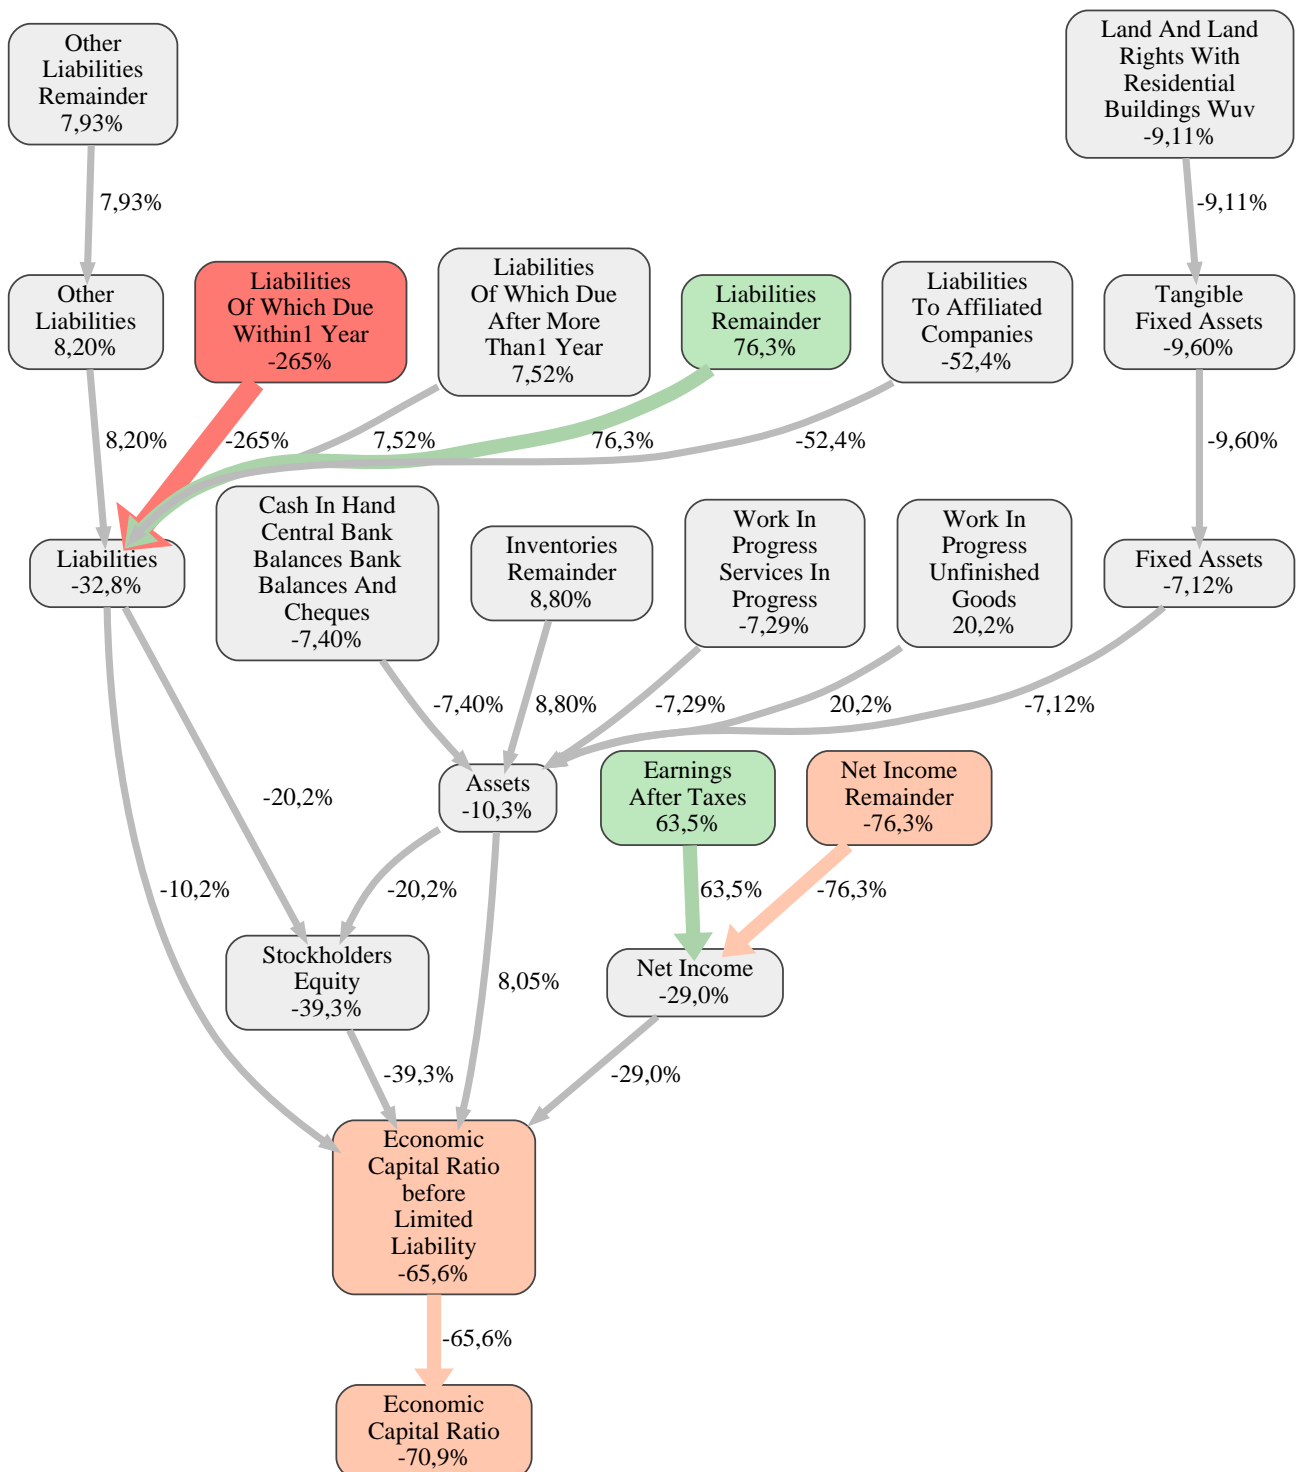 Other
Liabilities
Remainder
7,93%
Land And Land
Rights With
Residential
Buildings Wuv
-9,11%
7,93%
-9,11%
Other
Liabilities
8,20%
Liabilities
Of Which Due
Within1 Year
-265%
Liabilities
Of Which Due
After More
Than1 Year
7,52%
Liabilities
Remainder
76,3%
Liabilities
To Affiliated
Companies
-52,4%
Tangible
Fixed Assets
-9,60%
8,20%
-265%
7,52%
76,3%
-52,4%
-9,60%
Liabilities
-32,8%
Cash In Hand
Central Bank
Balances Bank
Balances And
Cheques
-7,40%
Inventories
Remainder
8,80%
Work In
Progress
Services In
Progress
-7,29%
Work In
Progress
Unfinished
Goods
20,2%
Fixed Assets
-7,12%
-7,40%
8,80%
-7,29%
20,2%
-7,12%
-20,2%
Assets
-10,3%
Earnings
After Taxes
63,5%
Net Income
Remainder
-76,3%
-10,2%
-20,2%
63,5%
-76,3%
Stockholders
Equity
-39,3%
8,05%
Net Income
-29,0%
-39,3%
-29,0%
Economic
Capital Ratio
before
Limited
Liability
-65,6%
-65,6%
Economic
Capital Ratio
-70,9%